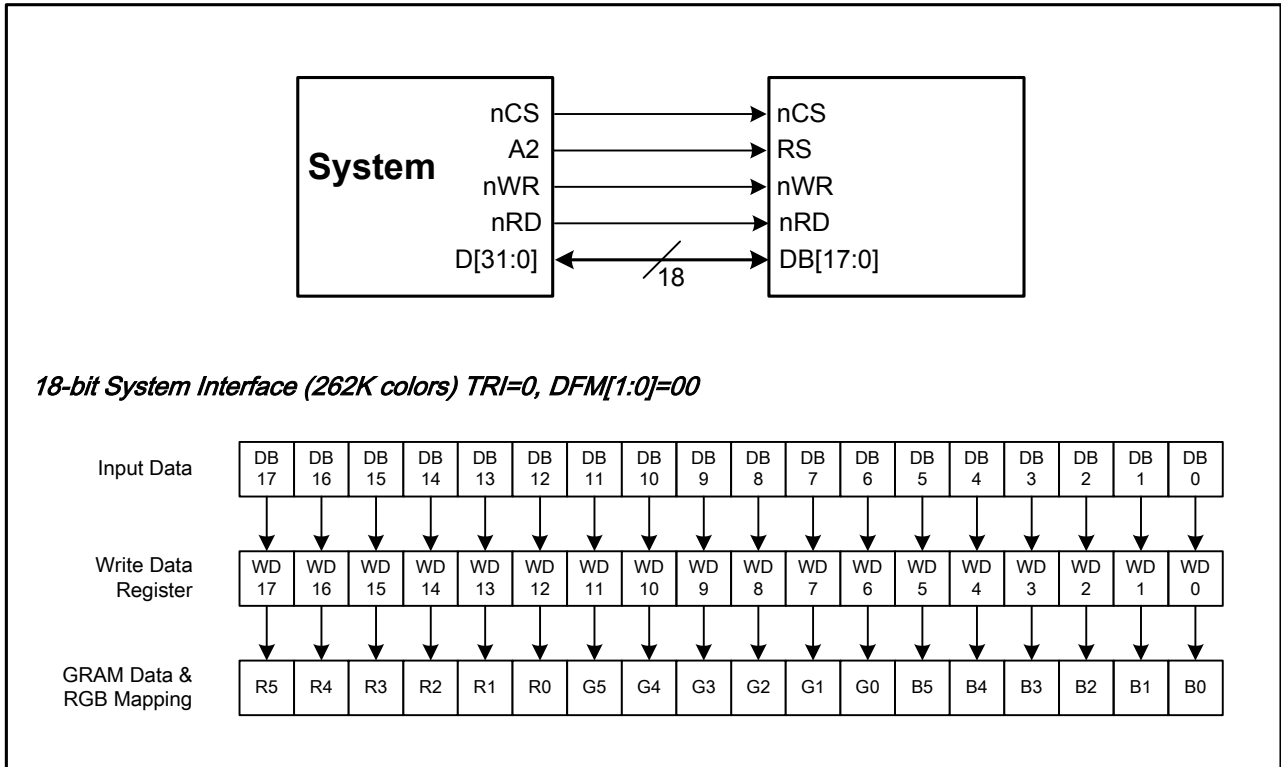 System
nCS
A2
nWR
nRD
D[31:0]
18
nCS
RS
nWR
nRD
DB[17:0]
18-bit System Interface (262K colors) TRI=0, DFM[1:0]=00
Input Data
DB DB DB DB DB DB DB DB DB DB DB DB DB DB DB DB DB DB
17 16 15 14 13 12 11 10 9 8 7 6 5 4 3 2 1 0
Write Data
Register
WD WD WD WD WD WD WD WD WD WD WD WD WD WD WD WD WD WD
17 16 15 14 13 12 11 10 9 8 7 6 5 4 3 2 1 0
GRAM Data &
RGB Mapping
R5 R4 R3 R2 R1 R0 G5 G4 G3 G2 G1 G0 B5 B4 B3 B2 B1 B0